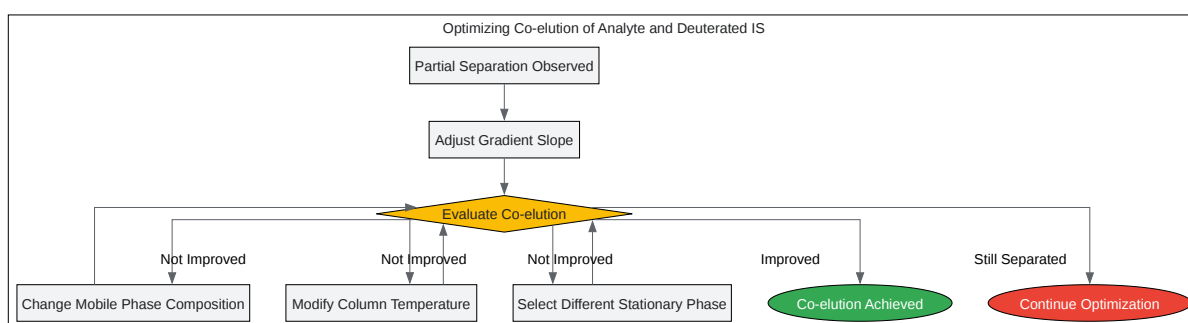 Optimizing Co-elution of Analyte and Deuterated IS
Partial Separation Observed
Adjust Gradient Slope
Evaluate Co-elution
Not Improved
Not Improved
Not Improved
Improved
Still Separated
Change Mobile Phase Composition
Modify Column Temperature
Select Different Stationary Phase
Co-elution Achieved
Continue Optimization